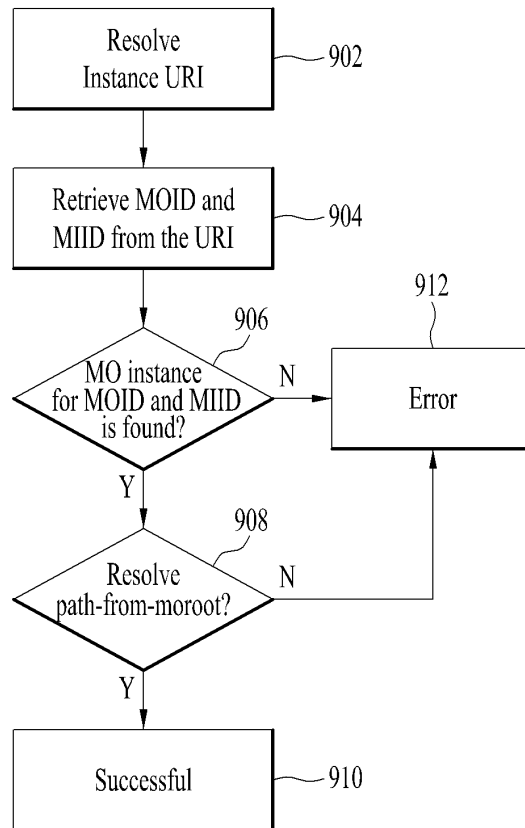 Resolve
Instance URI
902
Retrieve MOID and
MIID from the URI
904
906
MO instance
for MOID and MIID
is found?
N
Y
912
Error
908
Resolve
path-from-moroot?
N
Y
Successful
910